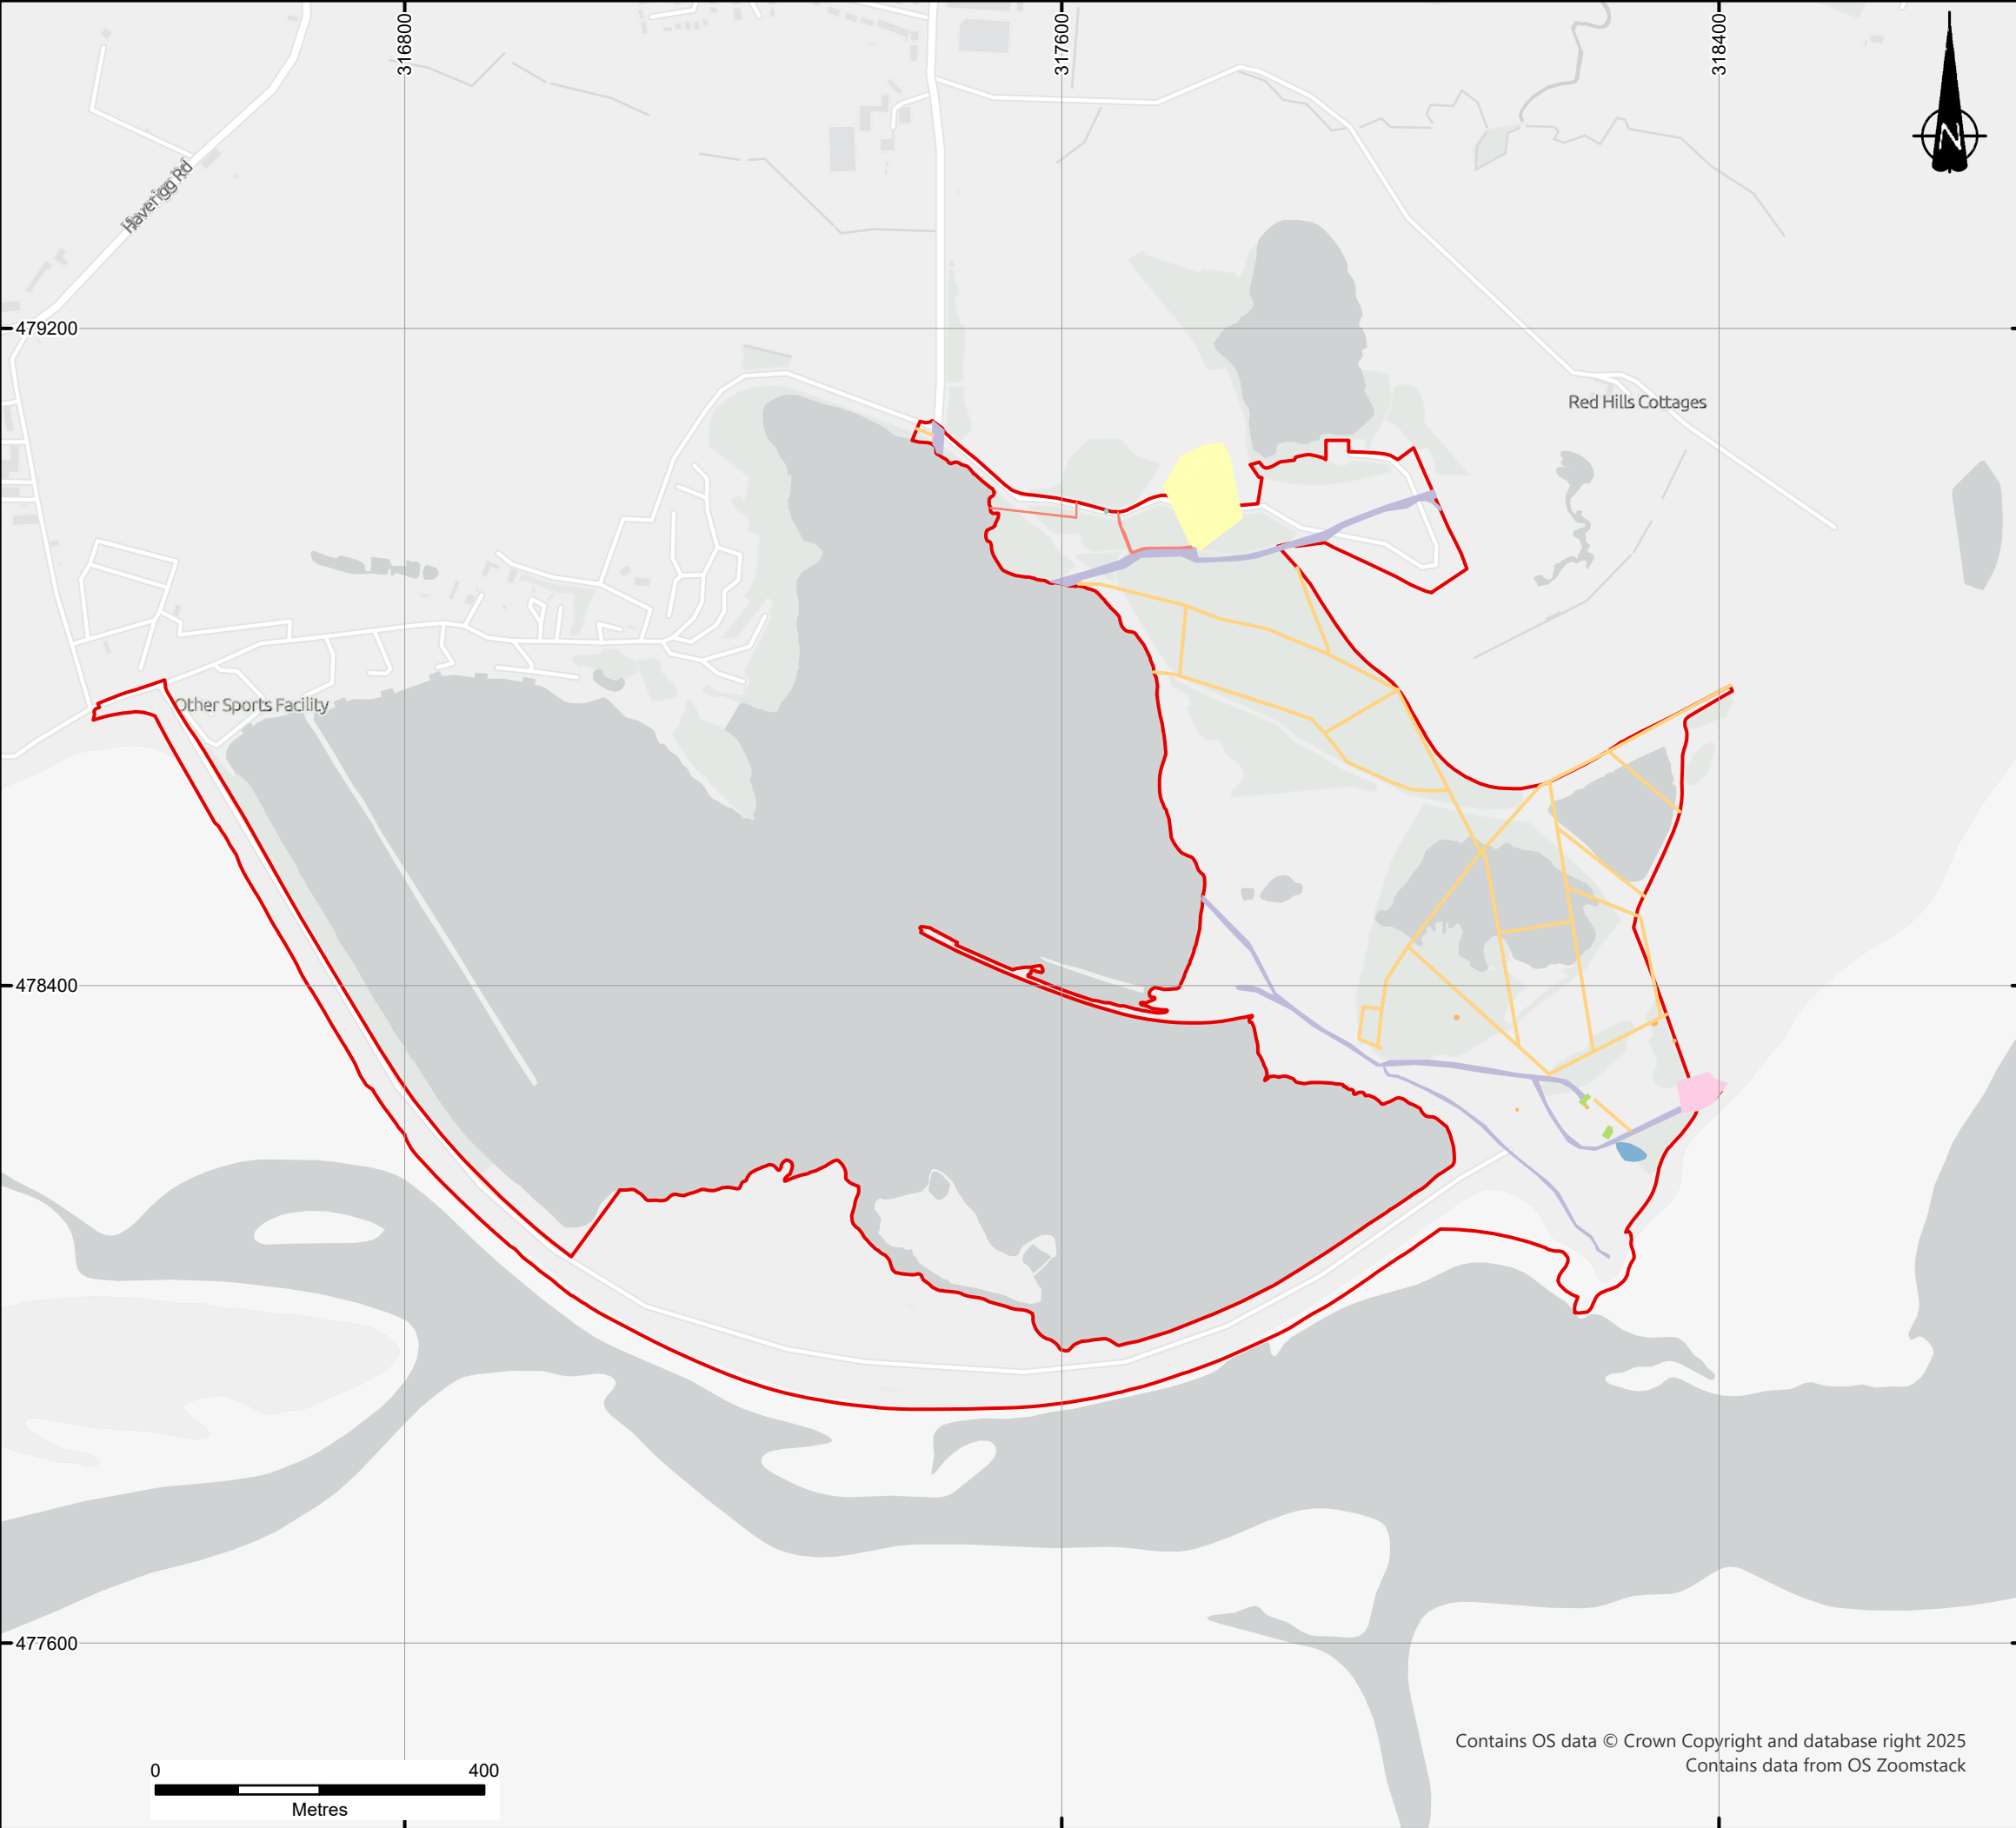 316800
317600
318400
N
Haverigg Rd
479200
Red Hills Cottages
Other Sports Facility
478400
477600
Contains OS data © Crown Copyright and database right 2025
Contains data from OS Zoomstack
0 400
Metres